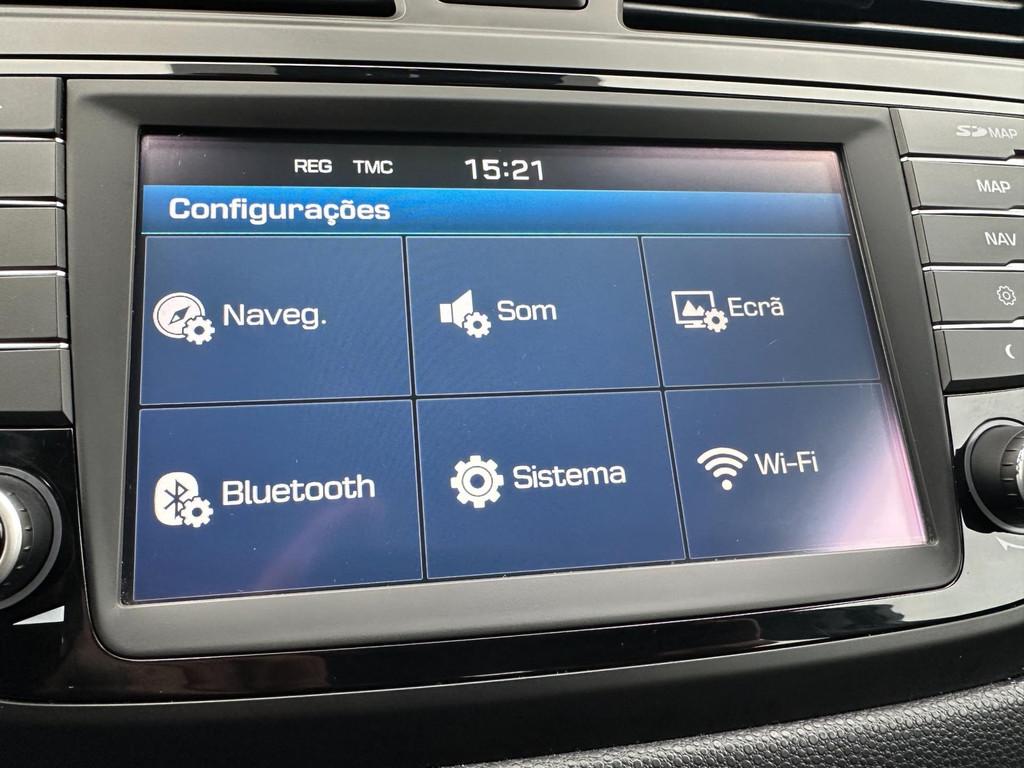 REG TMC 15:21
Configurações
Naveg. Som Ecrã
Bluetooth Sistema Wi-Fi
SD MAP
MAP
NAV